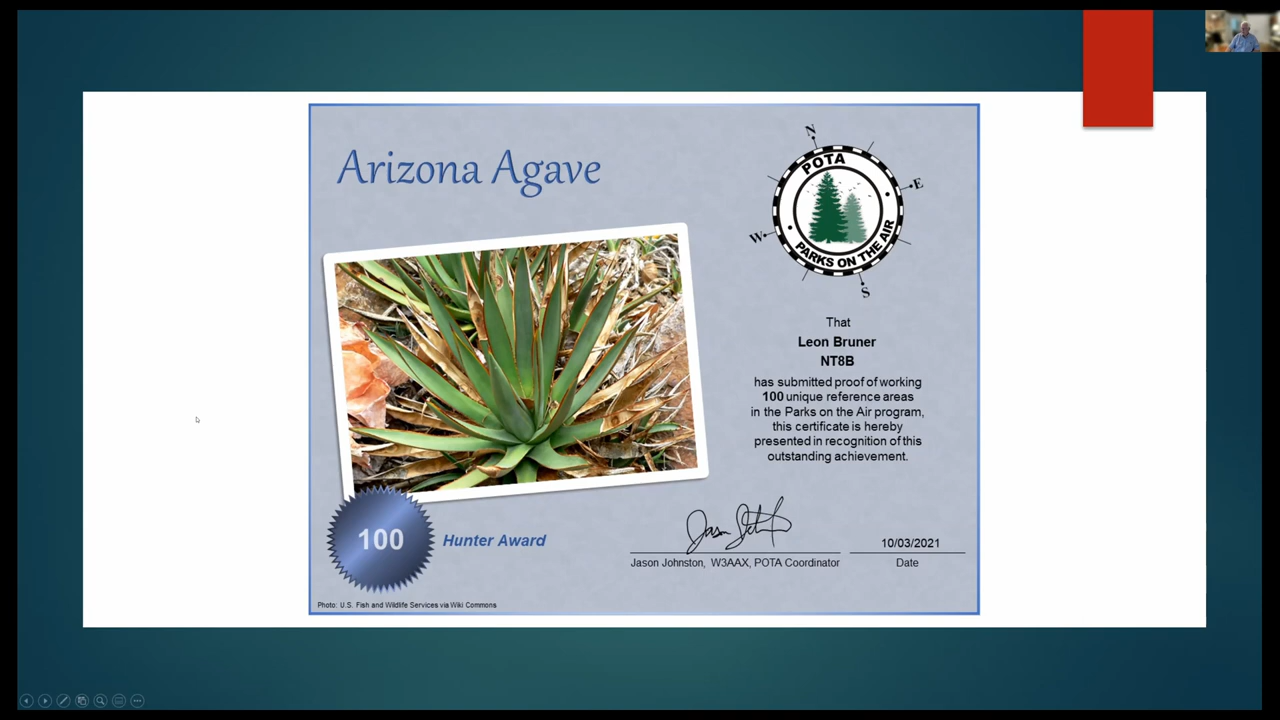 Arizona Agave
N
E
S
W
POTA
PARKS ON THE AIR
That
Leon Bruner
NT8B
has submitted proof of working
100 unique reference areas
in the Parks on the Air program,
this certificate is hereby
presented in recognition of this
outstanding achievement.
100
Hunter Award
Jason Johnston, W3AAX, POTA Coordinator
10/03/2021
Date
Photo: U.S. Fish and Wildlife Services via Wiki Commons